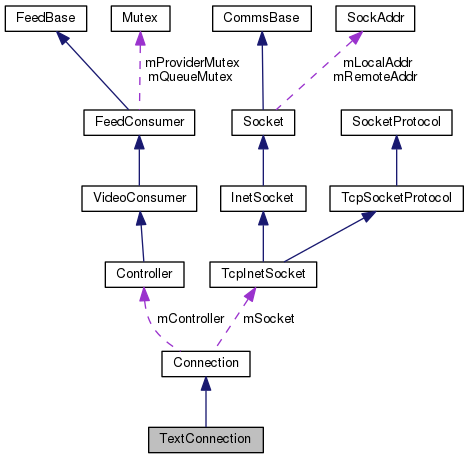 FeedBase
Mutex
CommsBase
SockAddr
mProviderMutex
mQueueMutex
mLocalAddr
mRemoteAddr
FeedConsumer
Socket
SocketProtocol
VideoConsumer
InetSocket
TcpSocketProtocol
Controller
TcpInetSocket
mController
mSocket
Connection
TextConnection